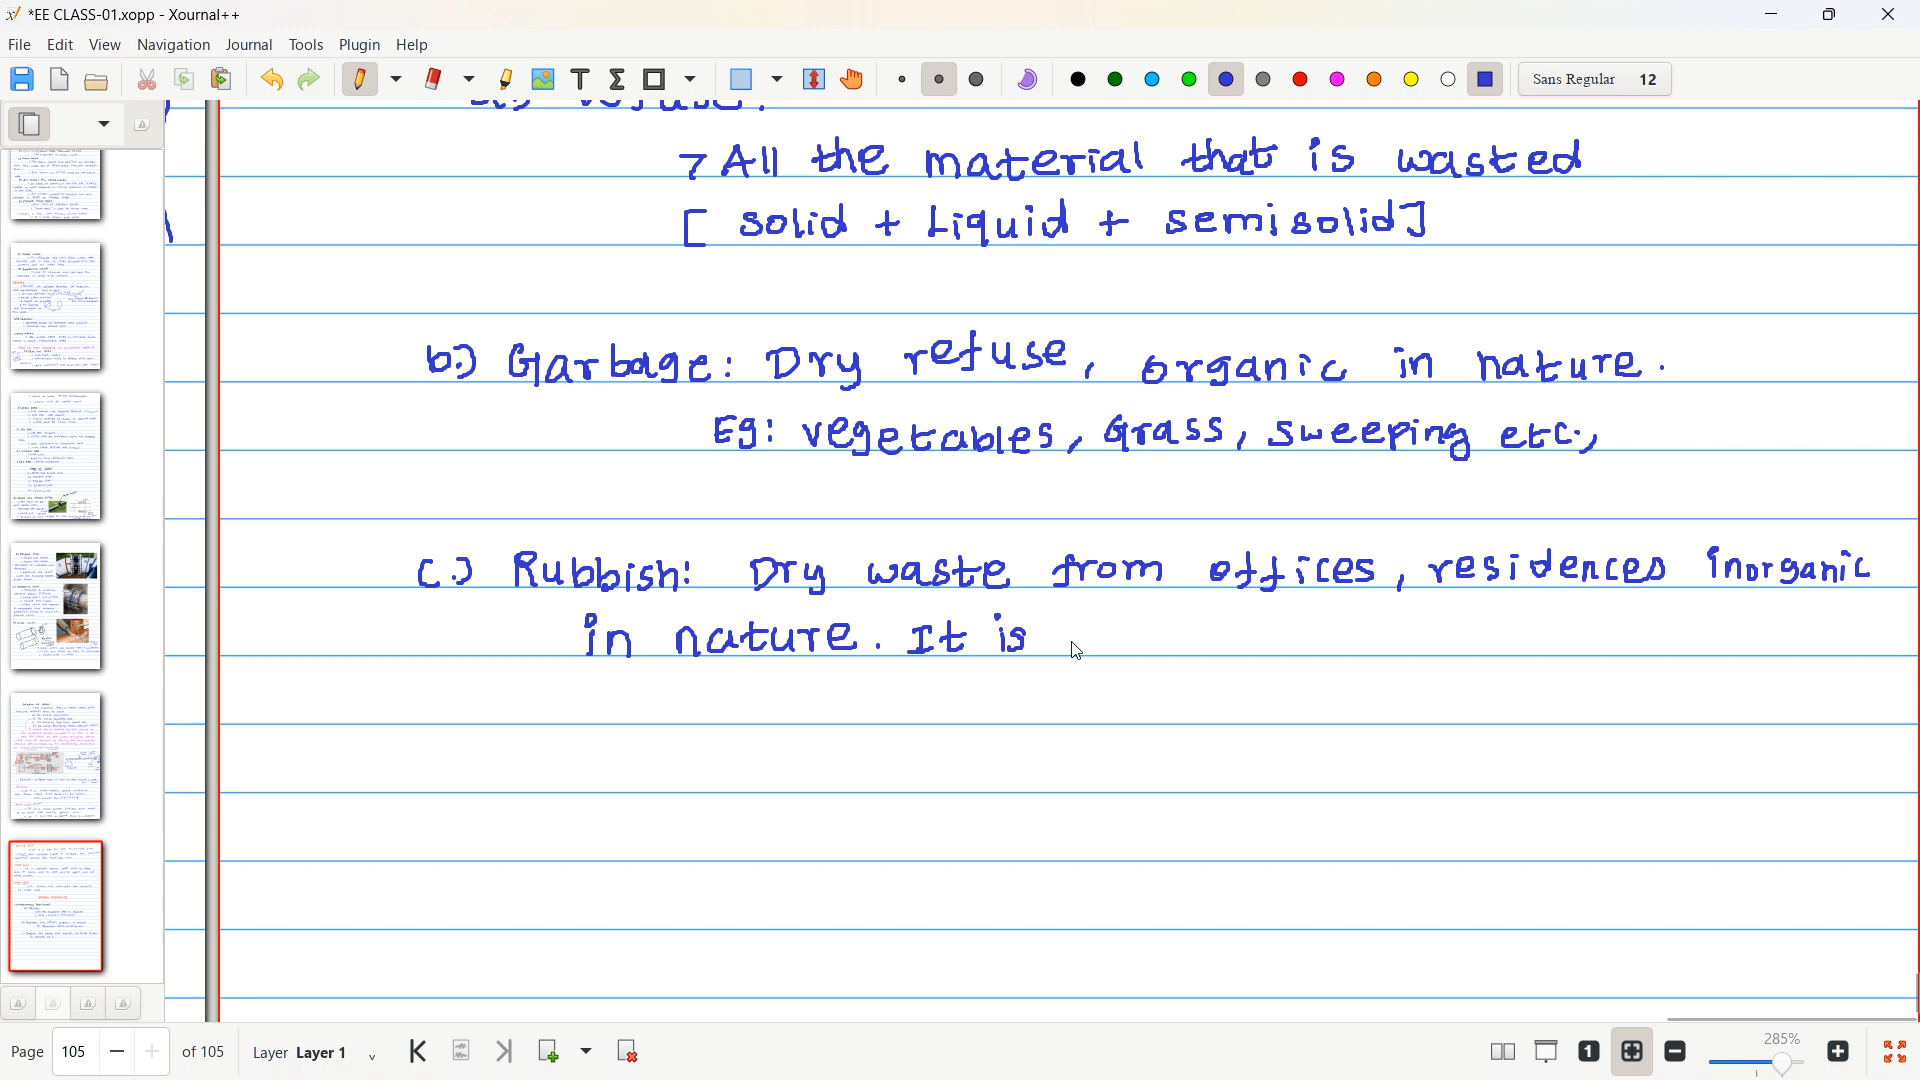 *EE CLASS-01.xopp - Xournal++
File Edit View Navigation Journal Tools Plugin Help
Sans Regular 12
→ All the material that is wasted
[ solid + Liquid + semisolid]
b.) Garbage: Dry refuse, organic in nature.
Eg: vegetables, Grass, sweeping etc.,
c.) Rubbish: Dry waste from offices, residences inorganic
in nature. It is
Page 105 of 105 Layer Layer 1 1 285%